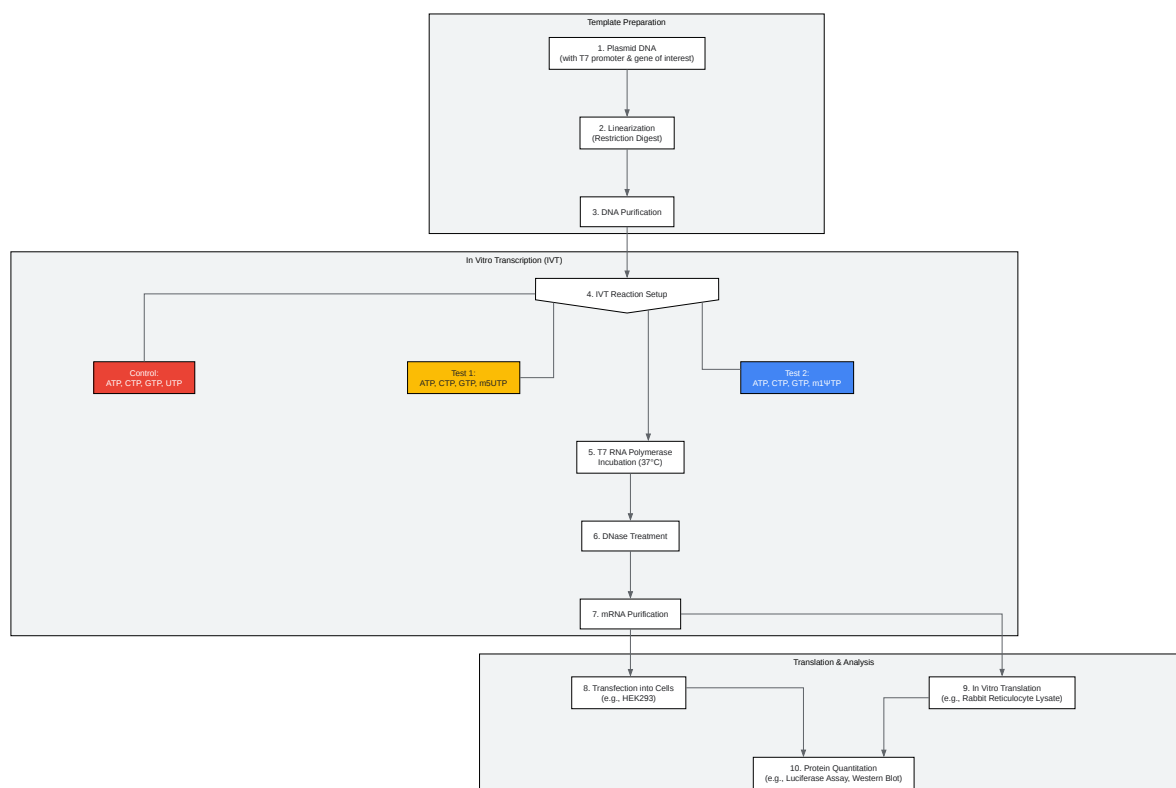 Template Preparation
1. Plasmid DNA
(with T7 promoter & gene of interest)
2. Linearization
(Restriction Digest)
3. DNA Purification
In Vitro Transcription (IVT)
4. IVT Reaction Setup
Control:
ATP, CTP, GTP, UTP
Test 1:
ATP, CTP, GTP, m5UTP
Test 2:
ATP, CTP, GTP, m1ΨTP
5. T7 RNA Polymerase
Incubation (37°C)
6. DNase Treatment
7. mRNA Purification
Translation & Analysis
8. Transfection into Cells
(e.g., HEK293)
9. In Vitro Translation
(e.g., Rabbit Reticulocyte Lysate)
10. Protein Quantitation
(e.g., Luciferase Assay, Western Blot)